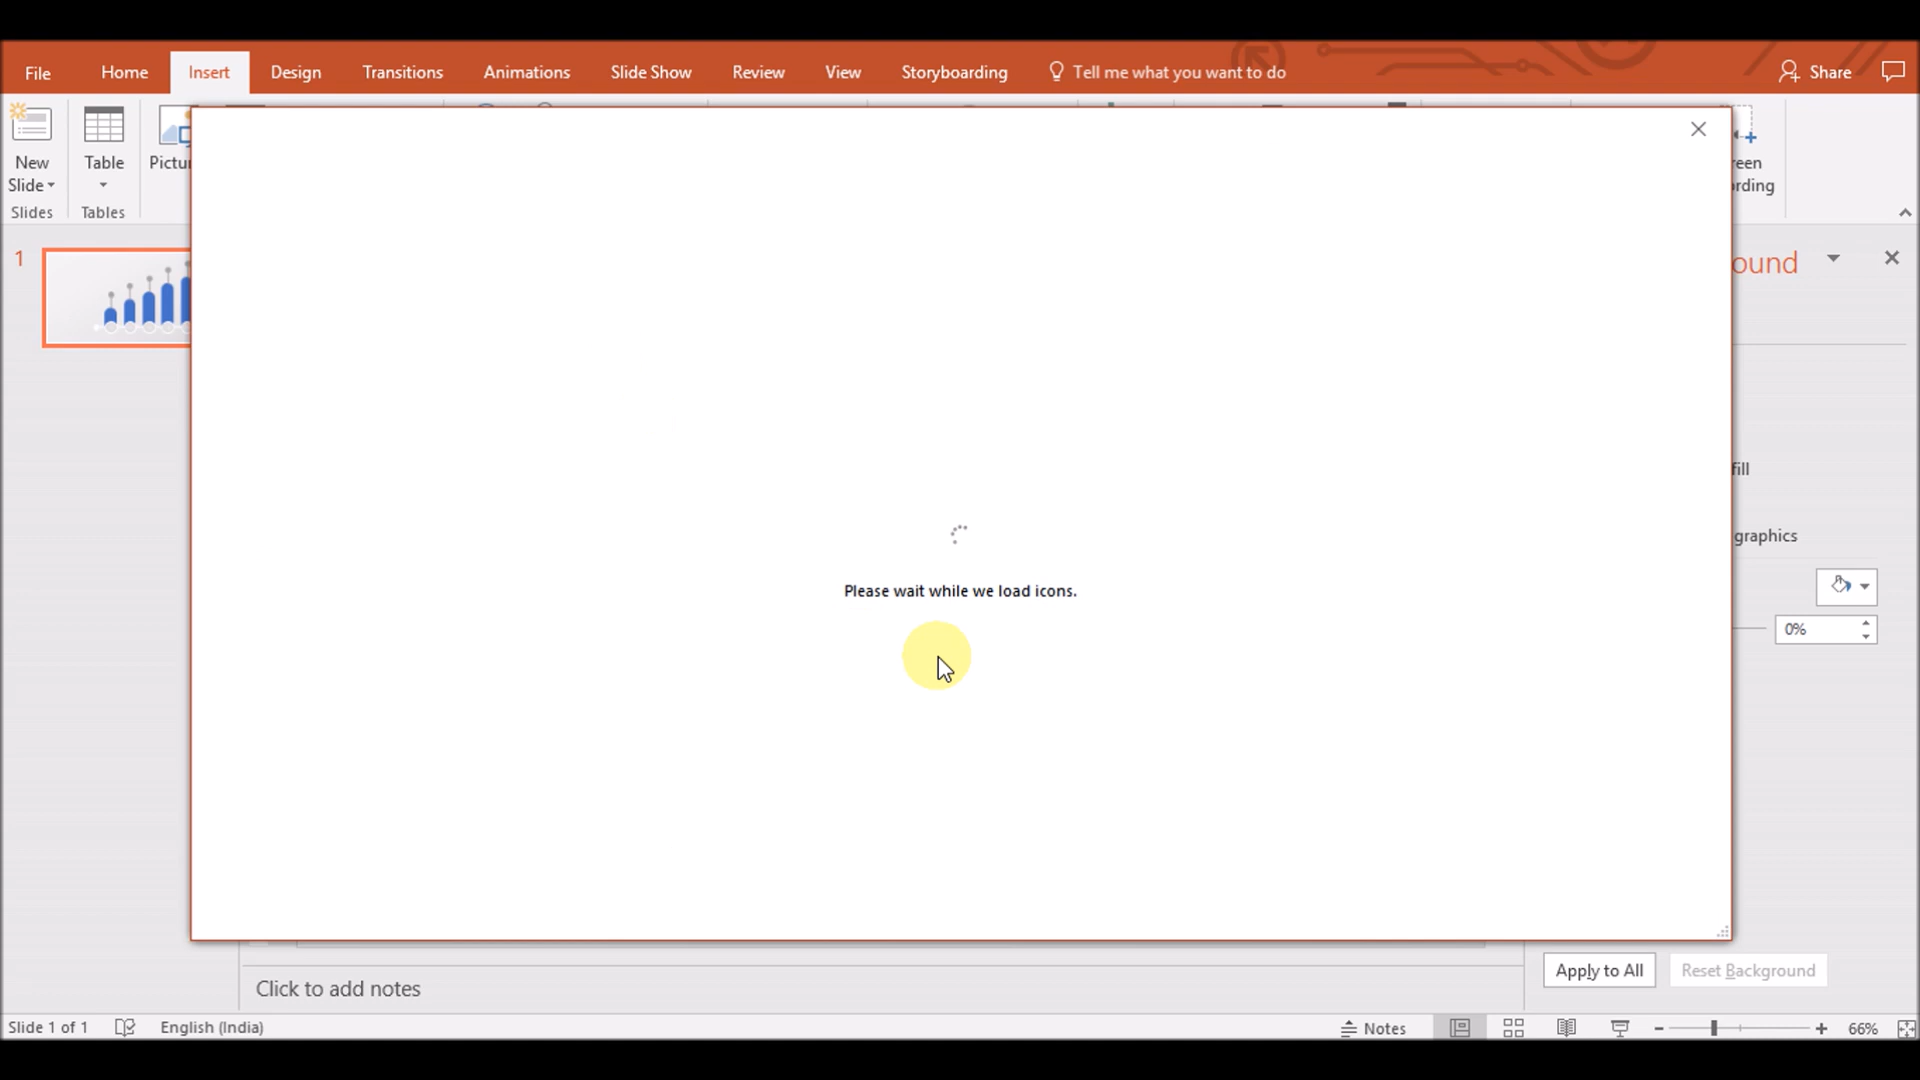 File Home Insert Design Transitions Animations Slide Show Review View Storyboarding Tell me what you want to do Share
New
Slide
Slides
Table
Tables
Pictur
reen
rding
1
ound
fill
graphics
0%
Please wait while we load icons.
Apply to All Reset Background
Click to add notes
Slide 1 of 1 English (India) Notes 66%